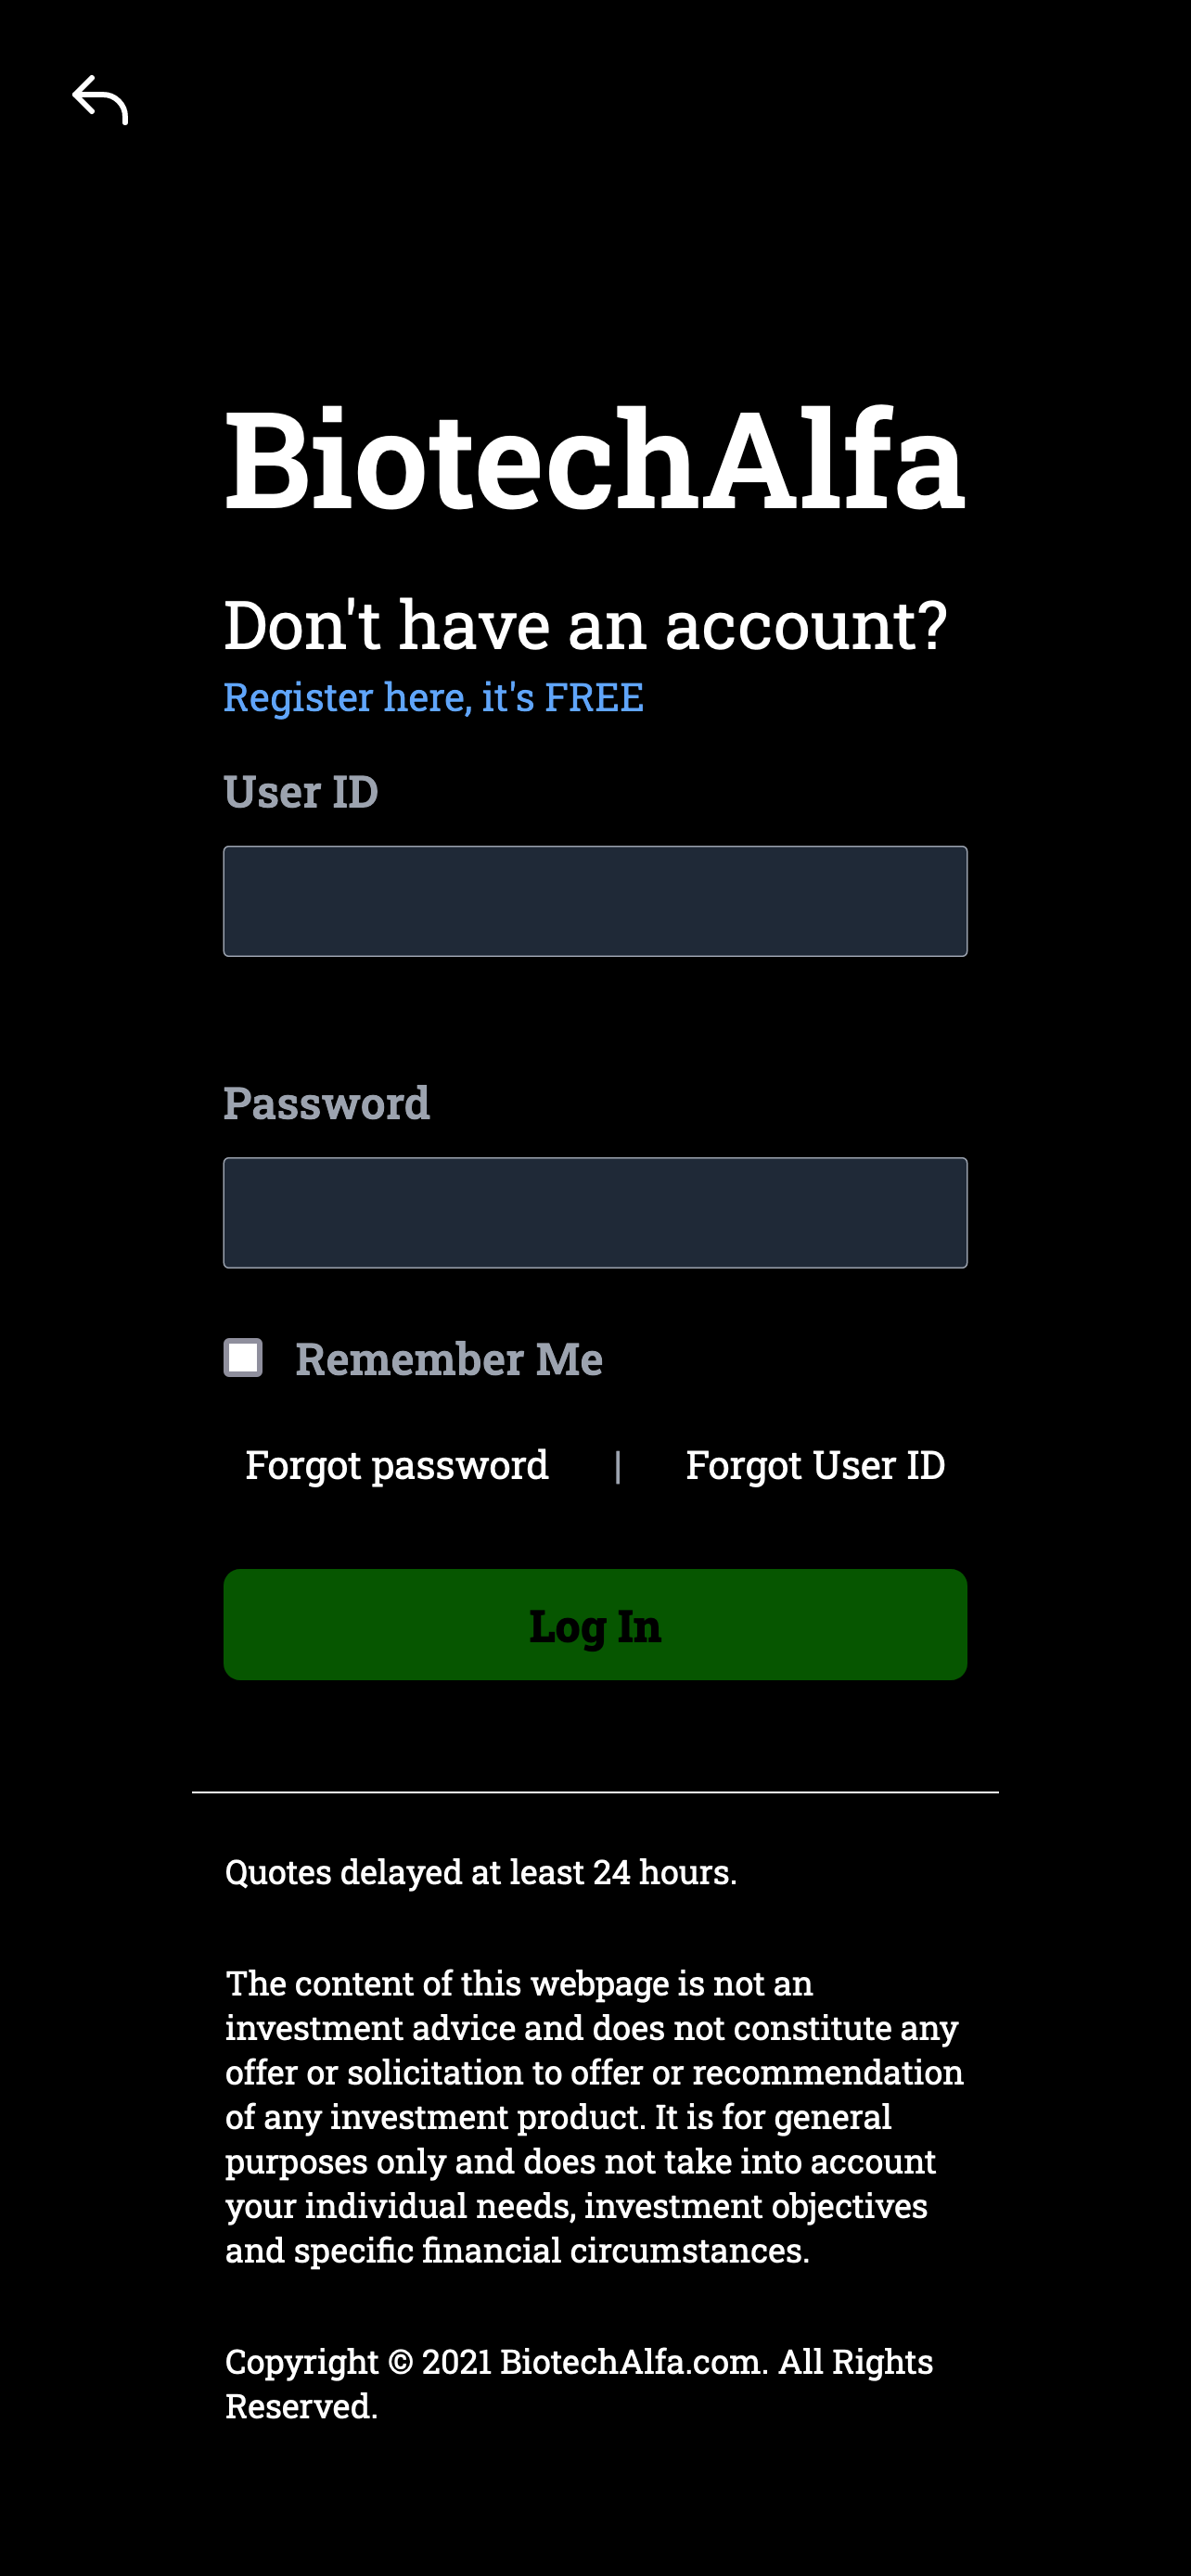 BiotechAlfa
Don't have an account?
Register here, it's FREE
User ID
Password
Remember Me
Forgot password | Forgot User ID
Log In
Quotes delayed at least 24 hours.
The content of this webpage is not an
investment advice and does not constitute any
offer or solicitation to offer or recommendation
of any investment product. It is for general
purposes only and does not take into account
your individual needs, investment objectives
and specific financial circumstances.
Copyright © 2021 BiotechAlfa.com. All Rights
Reserved.